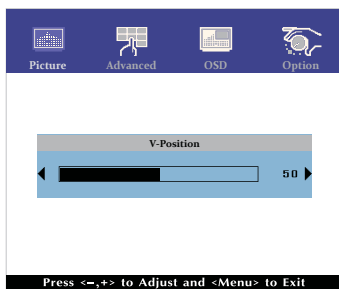 Picture Advanced OSD Option
V-Position
50
Press <–,+> to Adjust and <Menu> to Exit